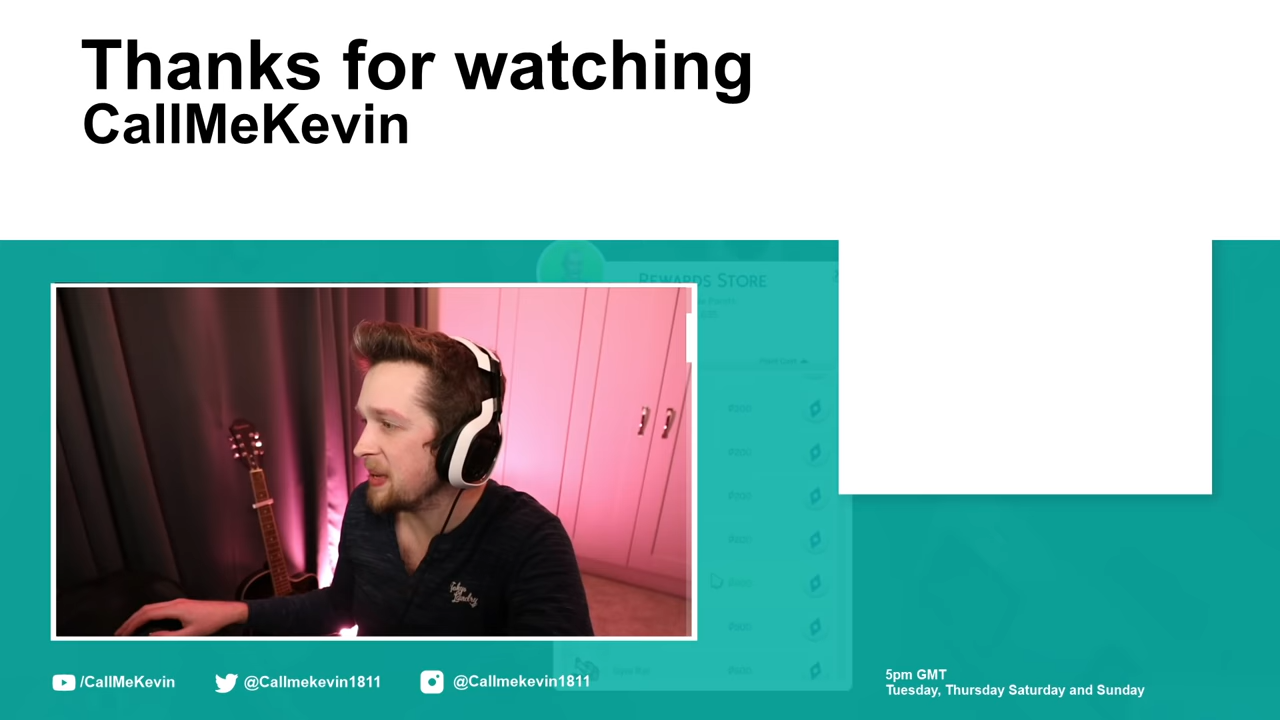 Thanks for watching
CallMeKevin
Rewards Store
/CallMeKevin
@Callmekevin1811
@Callmekevin1811
5pm GMT
Tuesday, Thursday Saturday and Sunday